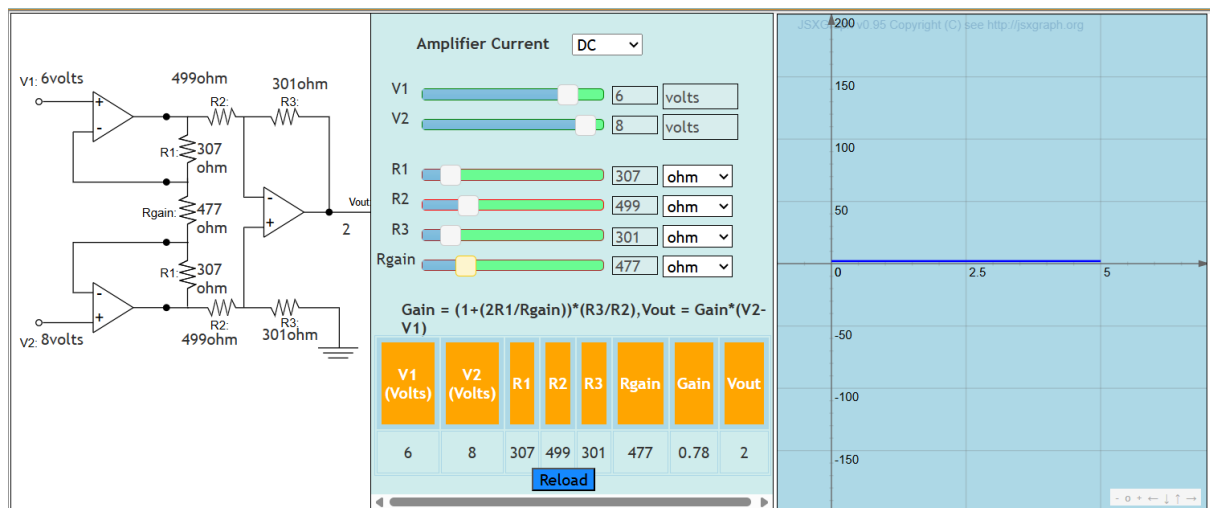 V1: 6volts
499ohm
R2:
301ohm
R3:
+
-
R1:
307
ohm
Rgain:
477
ohm
-
+
Vout
2
R1:
307
ohm
-
+
V2: 8volts
R2:
499ohm
R3:
301ohm
Amplifier Current DC
V1 6 volts
V2 8 volts
R1 307 ohm
R2 499 ohm
R3 301 ohm
Rgain 477 ohm
Gain = (1+(2R1/Rgain))*(R3/R2),Vout = Gain*(V2-
V1)
V1 (Volts) V2 (Volts) R1 R2 R3 Rgain Gain Vout
6 8 307 499 301 477 0.78 2
Reload
JSXGraph v0.95 Copyright (C) see http://jsxgraph.org
200
150
100
50
0 2.5 5
-50
-100
-150
- o + ← ↓ ↑ →